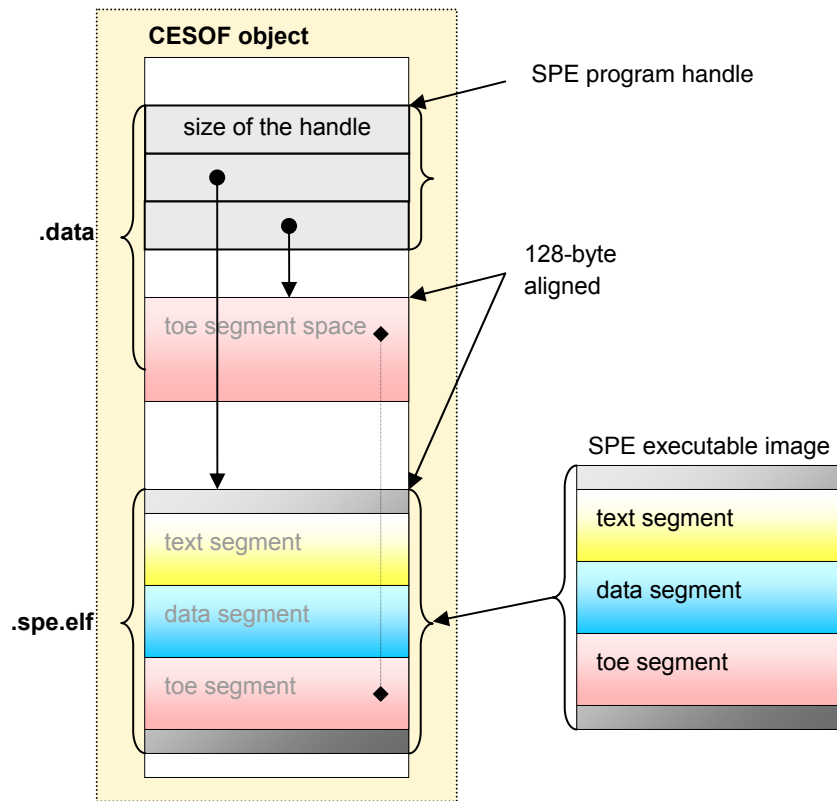 CESOF object
SPE program handle
size of the handle
.data
128-byte
aligned
toe segment space
SPE executable image
text segment
text segment
data segment
data segment
.spe.elf
toe segment
toe segment